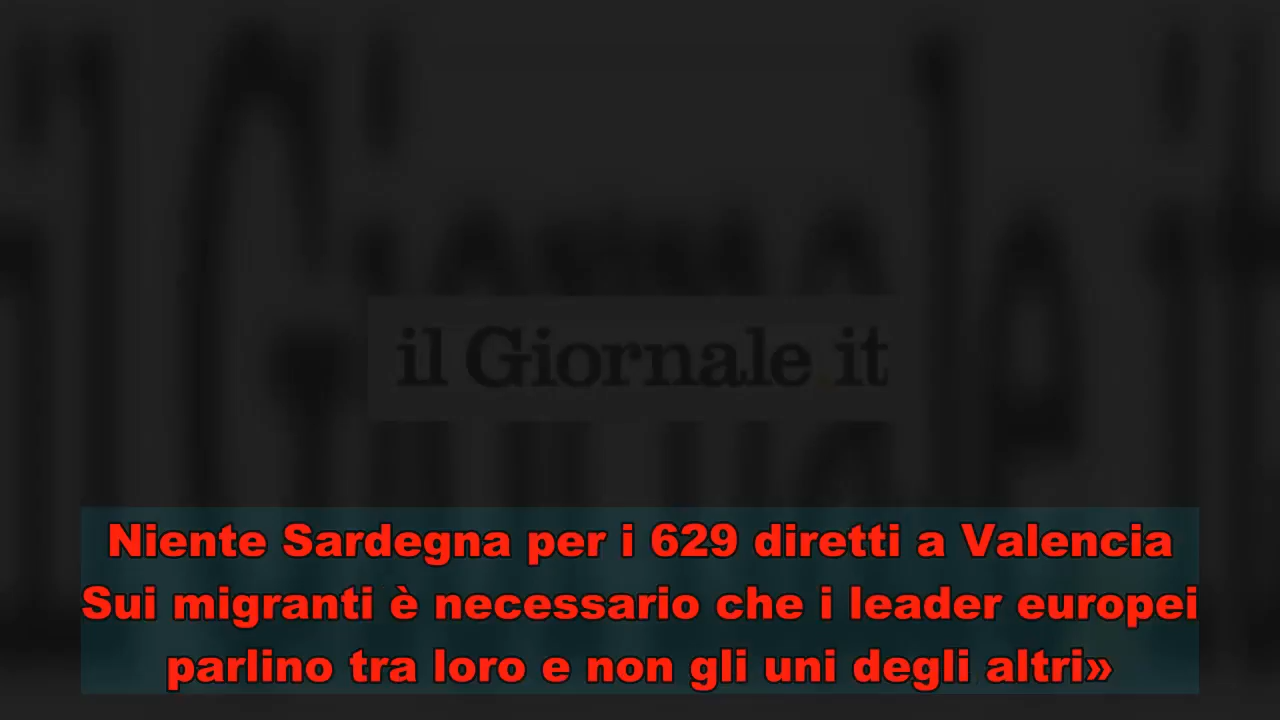 il Giornale.it
Niente Sardegna per i 629 diretti a Valencia
Sui migranti è necessario che i leader europei
parlino tra loro e non gli uni degli altri»